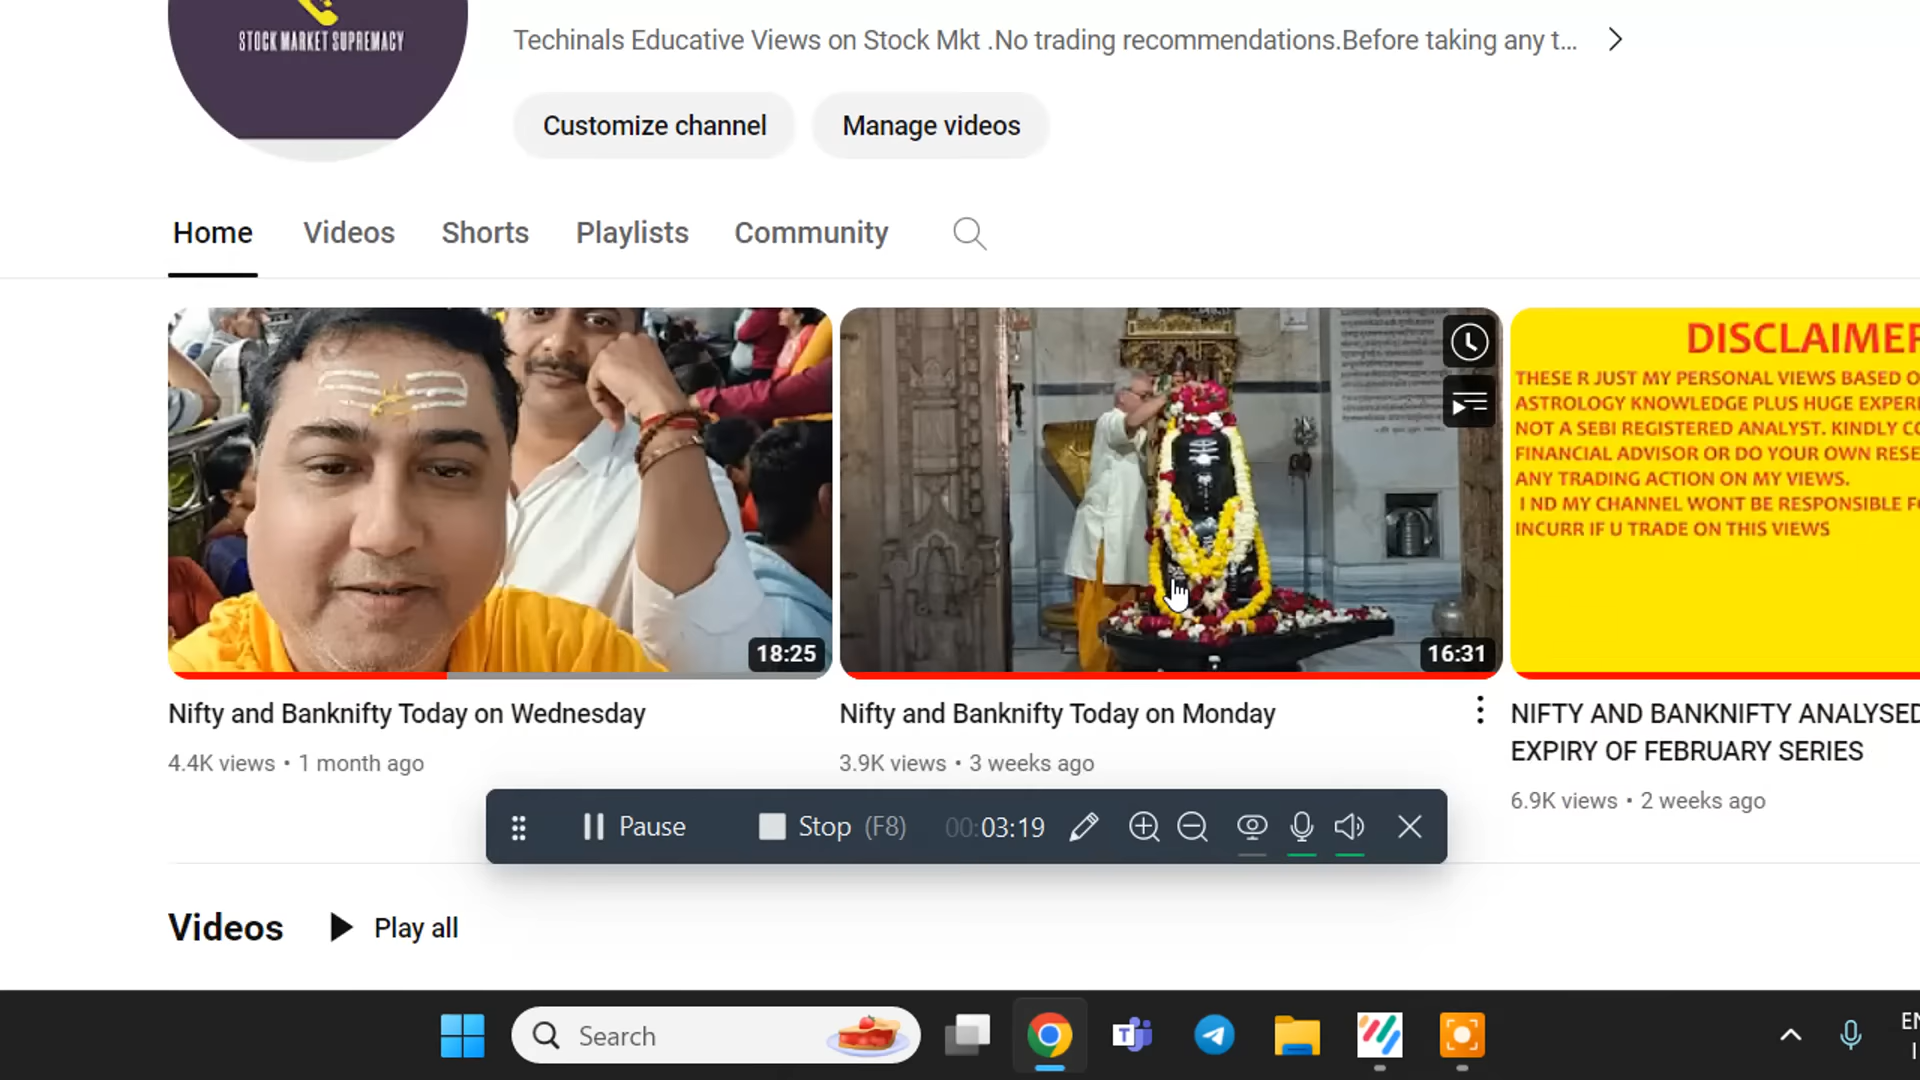 STOCK MARKET SUPREMACY
Techinals Educative Views on Stock Mkt .No trading recommendations.Before taking any t...
Customize channel
Manage videos
Home
Videos
Shorts
Playlists
Community
DISCLAIMER
THESE R JUST MY PERSONAL VIEWS BASED O
ASTROLOGY KNOWLEDGE PLUS HUGE EXPERI
NOT A SEBI REGISTERED ANALYST. KINDLY CO
FINANCIAL ADVISOR OR DO YOUR OWN RESE
ANY TRADING ACTION ON MY VIEWS.
I ND MY CHANNEL WONT BE RESPONSIBLE FO
INCURR IF U TRADE ON THIS VIEWS
18:25
16:31
Nifty and Banknifty Today on Wednesday
4.4K views • 1 month ago
Nifty and Banknifty Today on Monday
3.9K views • 3 weeks ago
NIFTY AND BANKNIFTY ANALYSED
EXPIRY OF FEBRUARY SERIES
6.9K views • 2 weeks ago
Pause
Stop (F8)
00:03:19
Videos
Play all
Search